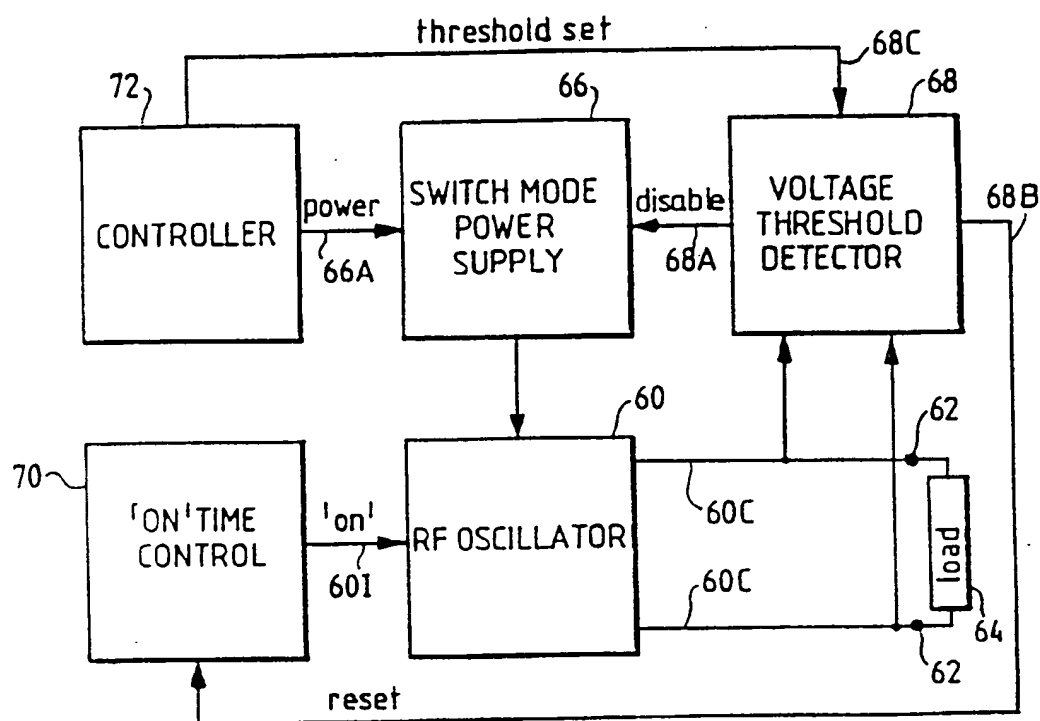 threshold set
68C
72
66
68
CONTROLLER
power
66A
SWITCH MODE
POWER
SUPPLY
disable
68A
VOLTAGE
THRESHOLD
DETECTOR
68B
60
62
70
'ON' TIME
CONTROL
'on'
60I
RF OSCILLATOR
60C
60C
load
64
62
reset